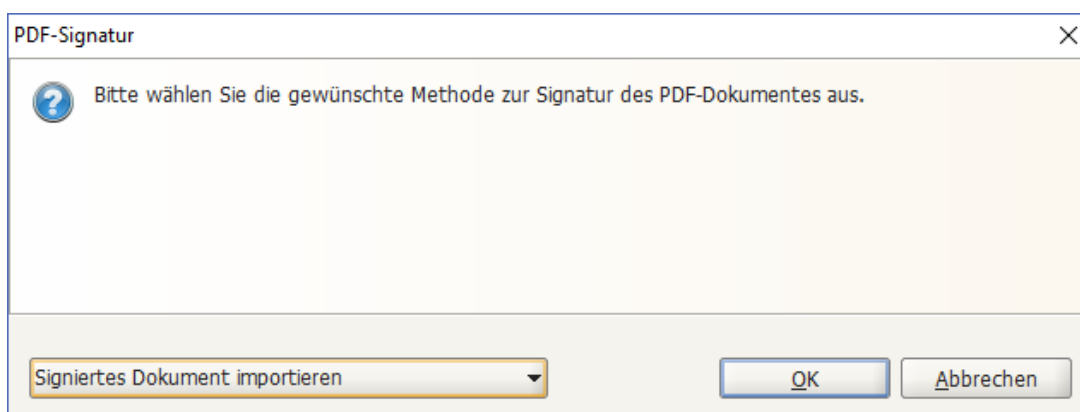 PDF-Signatur
Bitte wählen Sie die gewünschte Methode zur Signatur des PDF-Dokumentes aus.
Signiertes Dokument importieren
OK
Abbrechen